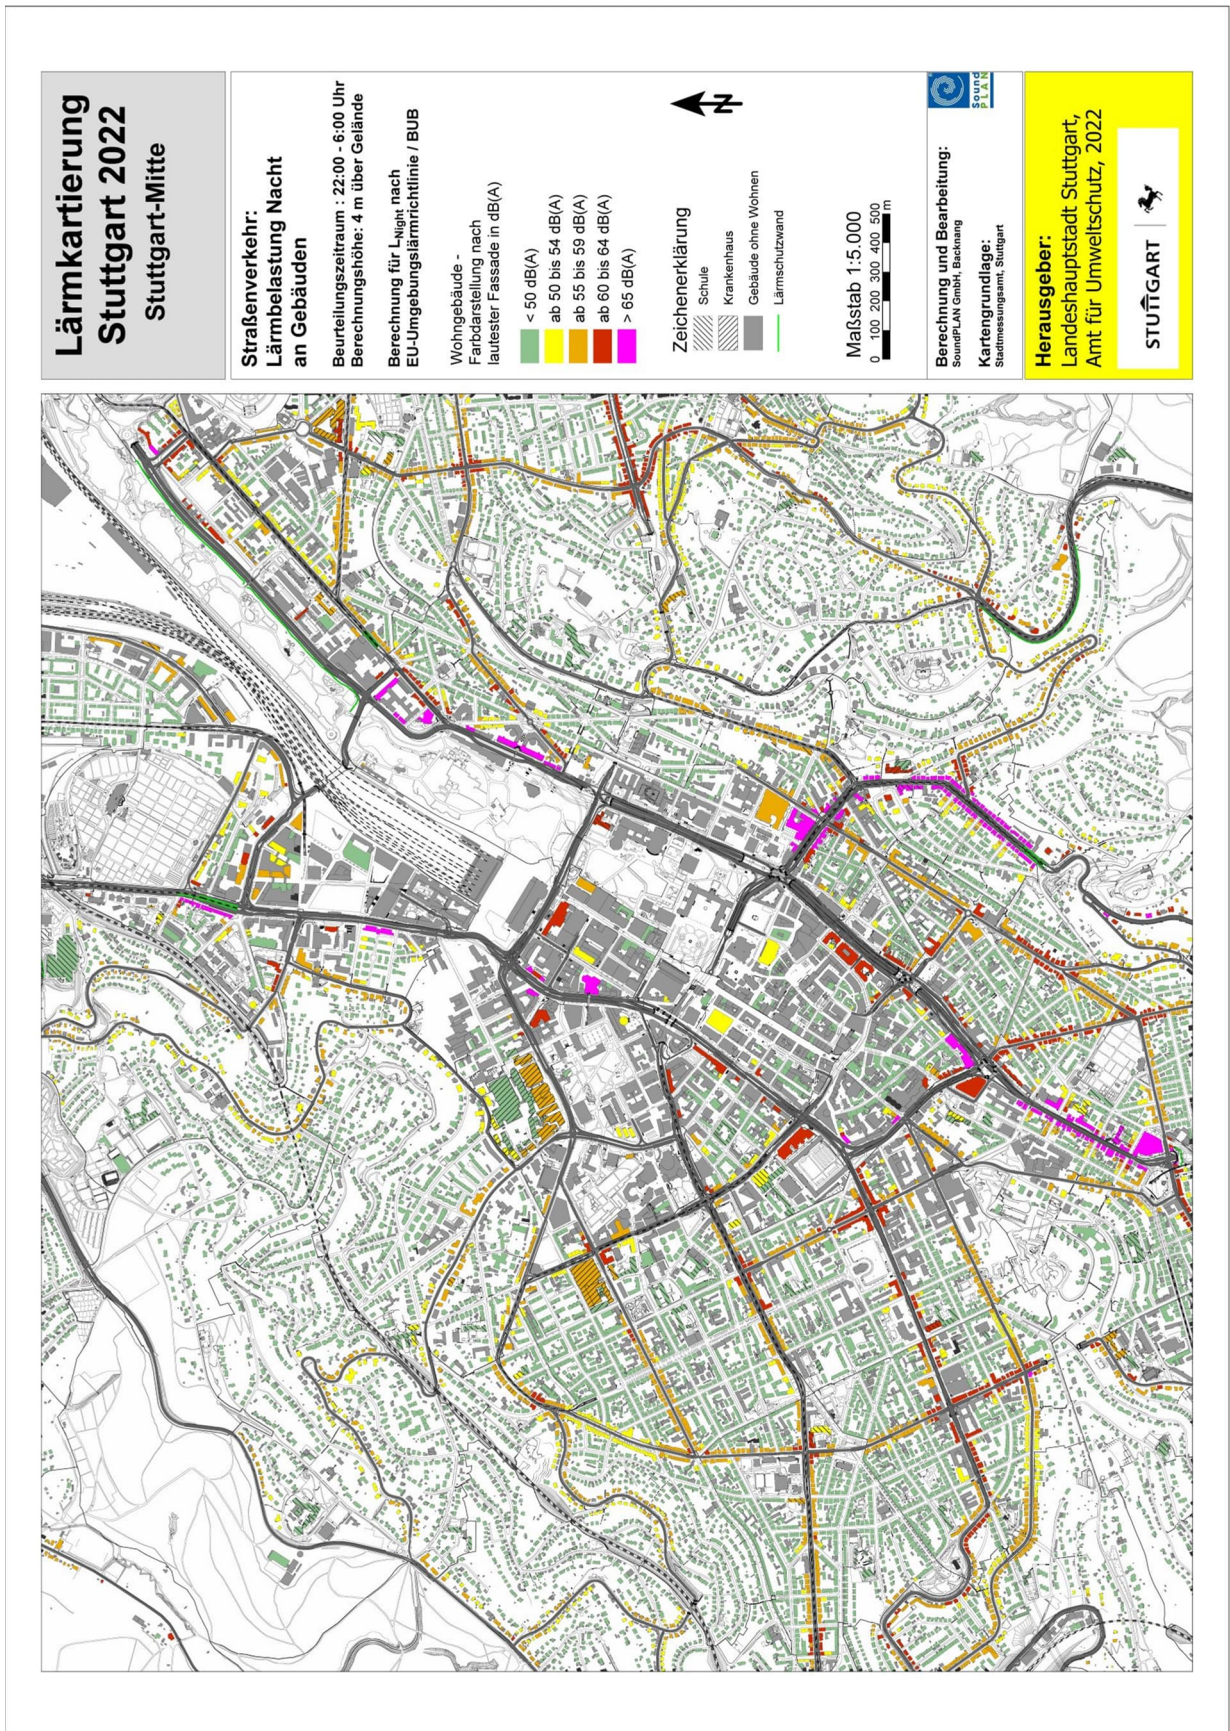 Lärmkartierung
Stuttgart 2022
Stuttgart-Mitte
Straßenverkehr:
Lärmbelastung Nacht
an Gebäuden
Beurteilungszeitraum : 22:00 - 6:00 Uhr
Berechnungshöhe: 4 m über Gelände
Berechnung für LNight nach
EU-Umgebungslärmrichtlinie / BUB
Wohngebäude -
Farbdarstellung nach
lautester Fassade in dB(A)
< 50 dB(A)
ab 50 bis 54 dB(A)
ab 55 bis 59 dB(A)
ab 60 bis 64 dB(A)
> 65 dB(A)
Zeichenerklärung
Schule
Krankenhaus
Gebäude ohne Wohnen
Lärmschutzwand
N
Maßstab 1:5.000
0 100 200 300 400 500
m
Berechnung und Bearbeitung:
SoundPLAN GmbH, Backnang
Sound
PLAN
Kartengrundlage:
Stadtmessungsamt, Stuttgart
Herausgeber:
Landeshauptstadt Stuttgart,
Amt für Umweltschutz, 2022
STUTTGART